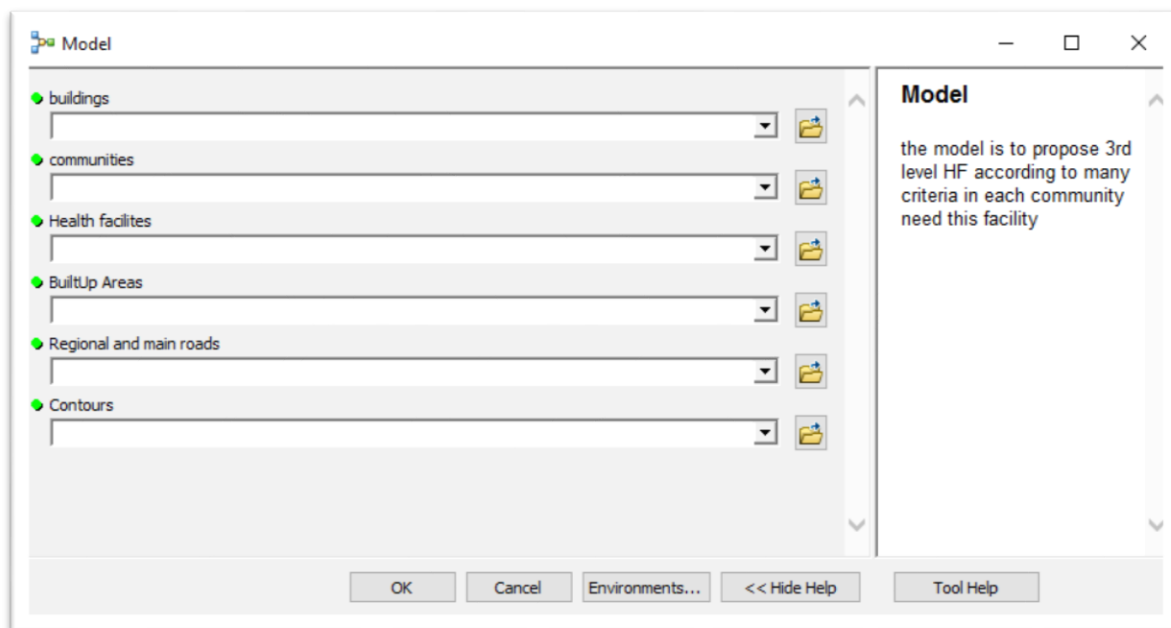 Model
buildings
communities
Health facilites
BuiltUp Areas
Regional and main roads
Contours
Model
the model is to propose 3rd
level HF according to many
criteria in each community
need this facility
OK Cancel Environments... << Hide Help Tool Help